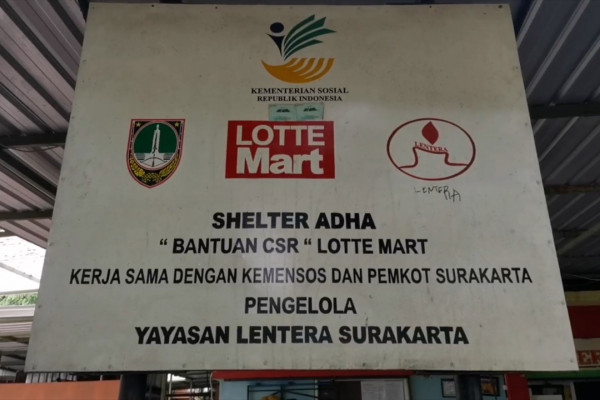 KEMENTERIAN SOSIAL
REPUBLIK INDONESIA
LOTTE
Mart
LENTERA
LENTERA
SHELTER ADHA
“ BANTUAN CSR “ LOTTE MART
KERJA SAMA DENGAN KEMENSOS DAN PEMKOT SURAKARTA
PENGELOLA
YAYASAN LENTERA SURAKARTA